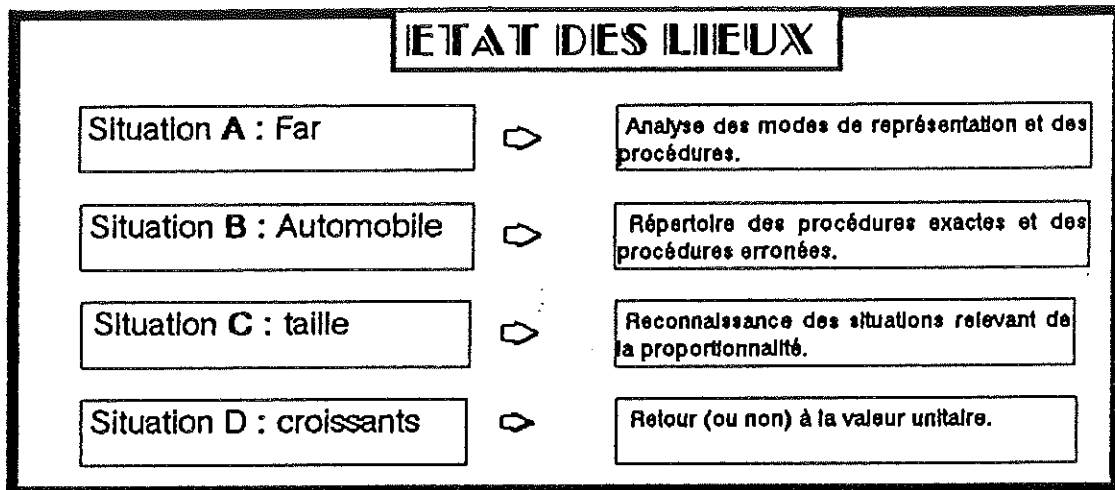 ETAT DES LIEUX
Situation A : Far
Analyse des modes de représentation et des
procédures.
Situation B : Automobile
Répertoire des procédures exactes et des
procédures erronées.
Situation C : taille
Reconnaissance des situations relevant de
la proportionnalité.
Situation D : croissants
Retour (ou non) à la valeur unitaire.